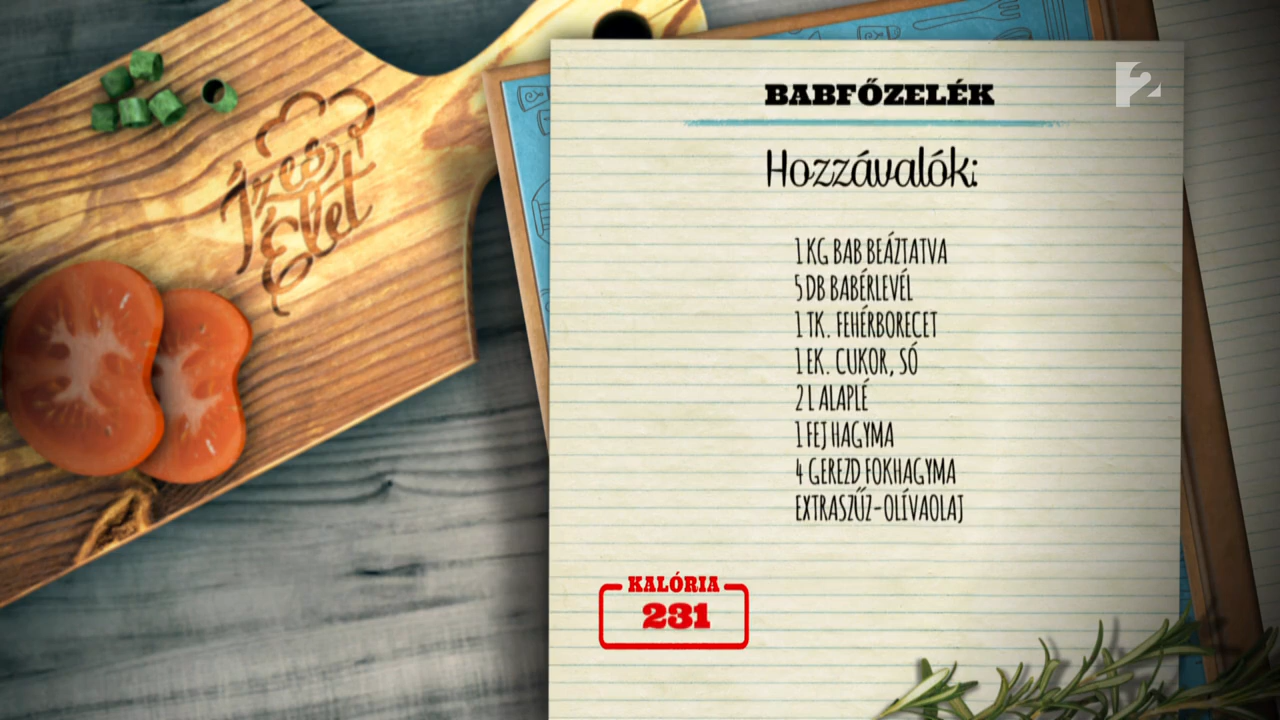 Ízes
Élet
2
BABFŐZELÉK
Hozzávalók:
1 KG BAB BEÁZTATVA
5 DB BABÉRLEVÉL
1 TK. FEHÉRBORECET
1 EK. CUKOR, SÓ
2 L ALAPLÉ
1 FEJ HAGYMA
4 GEREZD FOKHAGYMA
EXTRASZŰZ-OLÍVAOLAJ
KALÓRIA
231